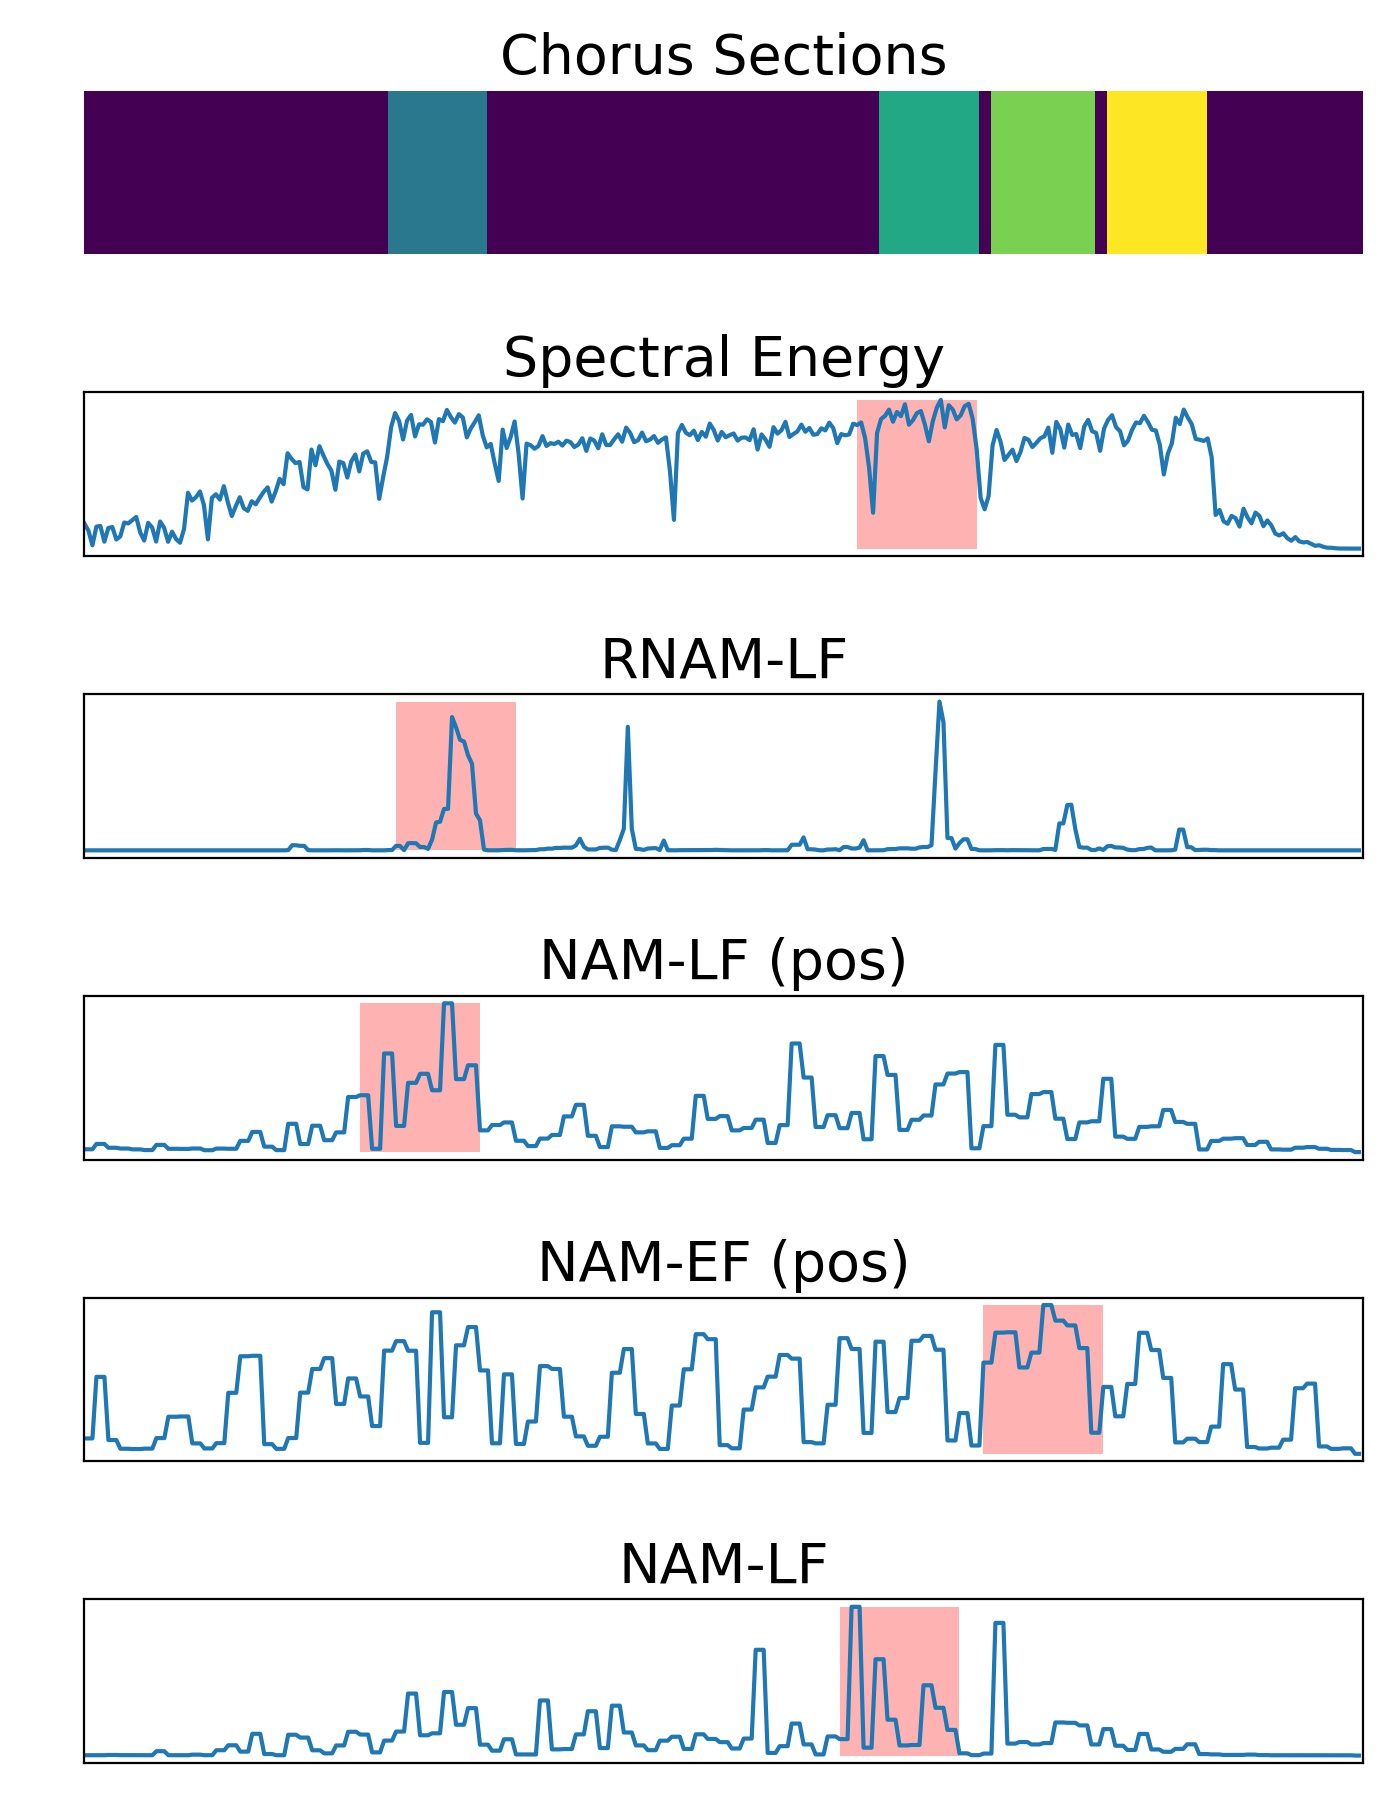 Chorus Sections
Spectral Energy
RNAM-LF
NAM-LF (pos)
NAM-EF (pos)
NAM-LF